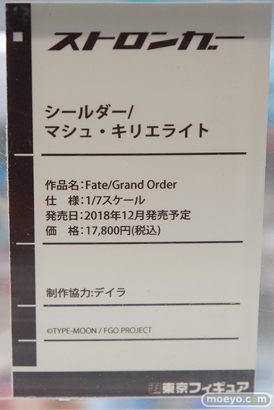 ストロンガー
シールダー/
マシュ・キリエライト
作品名:Fate/Grand Order
仕　様:1/7スケール
発売日:2018年12月発売予定
価　格:17,800円(税込)
制作協力:デイラ
©TYPE-MOON / FGO PROJECT
東京フィギュア
moeyo.com